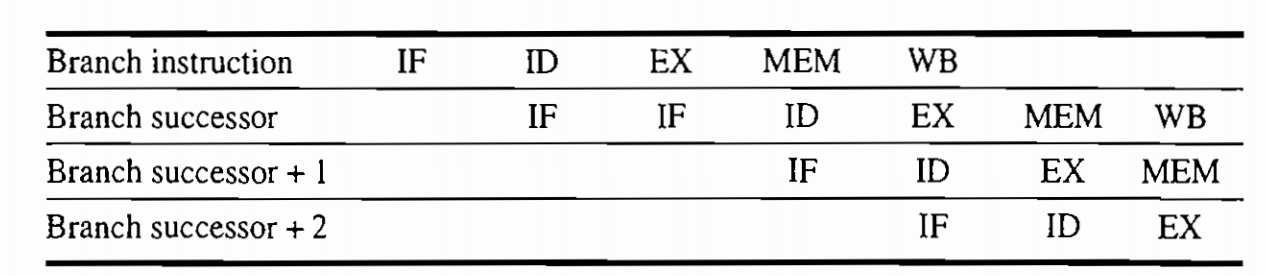 Branch instruction IF ID EX MEM WB
Branch successor IF IF ID EX MEM WB
Branch successor + 1 IF ID EX MEM
Branch successor + 2 IF ID EX